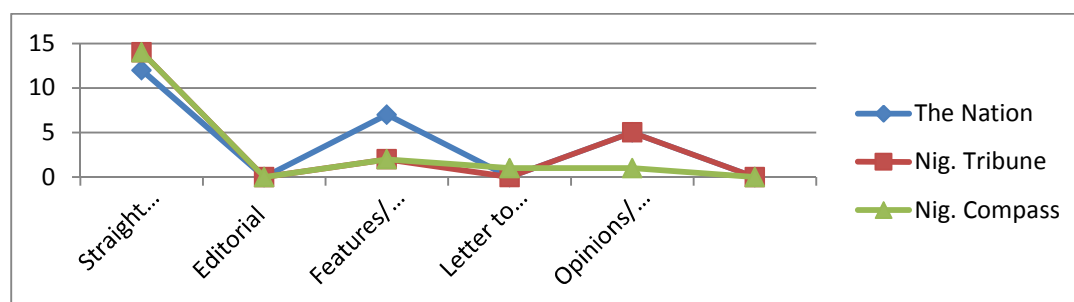 15
10
5
0
Straight…
Editorial
Features/…
Letter to…
Opinions/…
The Nation
Nig. Tribune
Nig. Compass